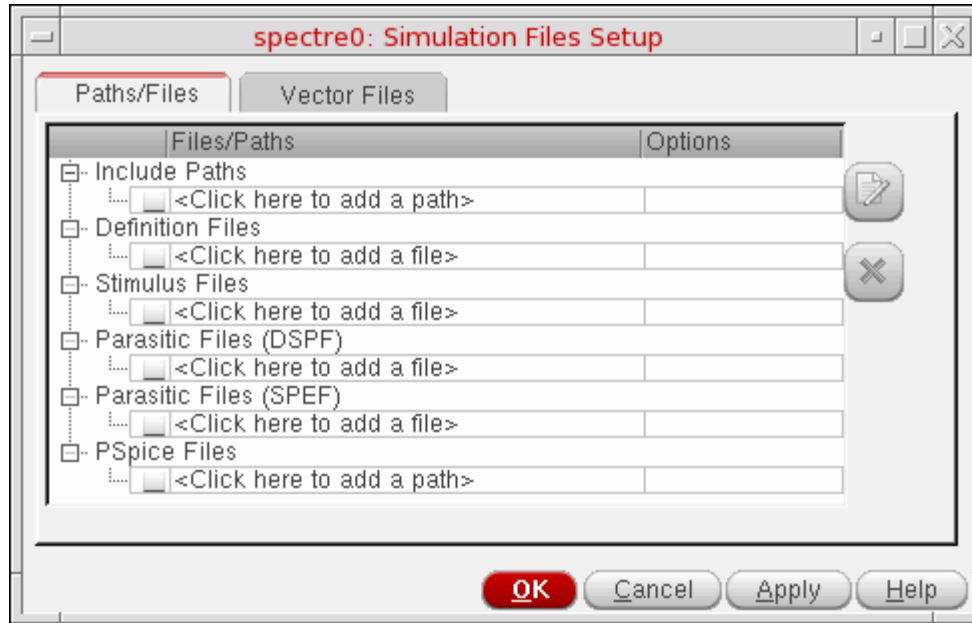 spectre0: Simulation Files Setup
Paths/Files Vector Files
Files/Paths Options
Include Paths
<Click here to add a path>
Definition Files
<Click here to add a file>
Stimulus Files
<Click here to add a file>
Parasitic Files (DSPF)
<Click here to add a file>
Parasitic Files (SPEF)
<Click here to add a file>
PSpice Files
<Click here to add a path>
OK Cancel Apply Help